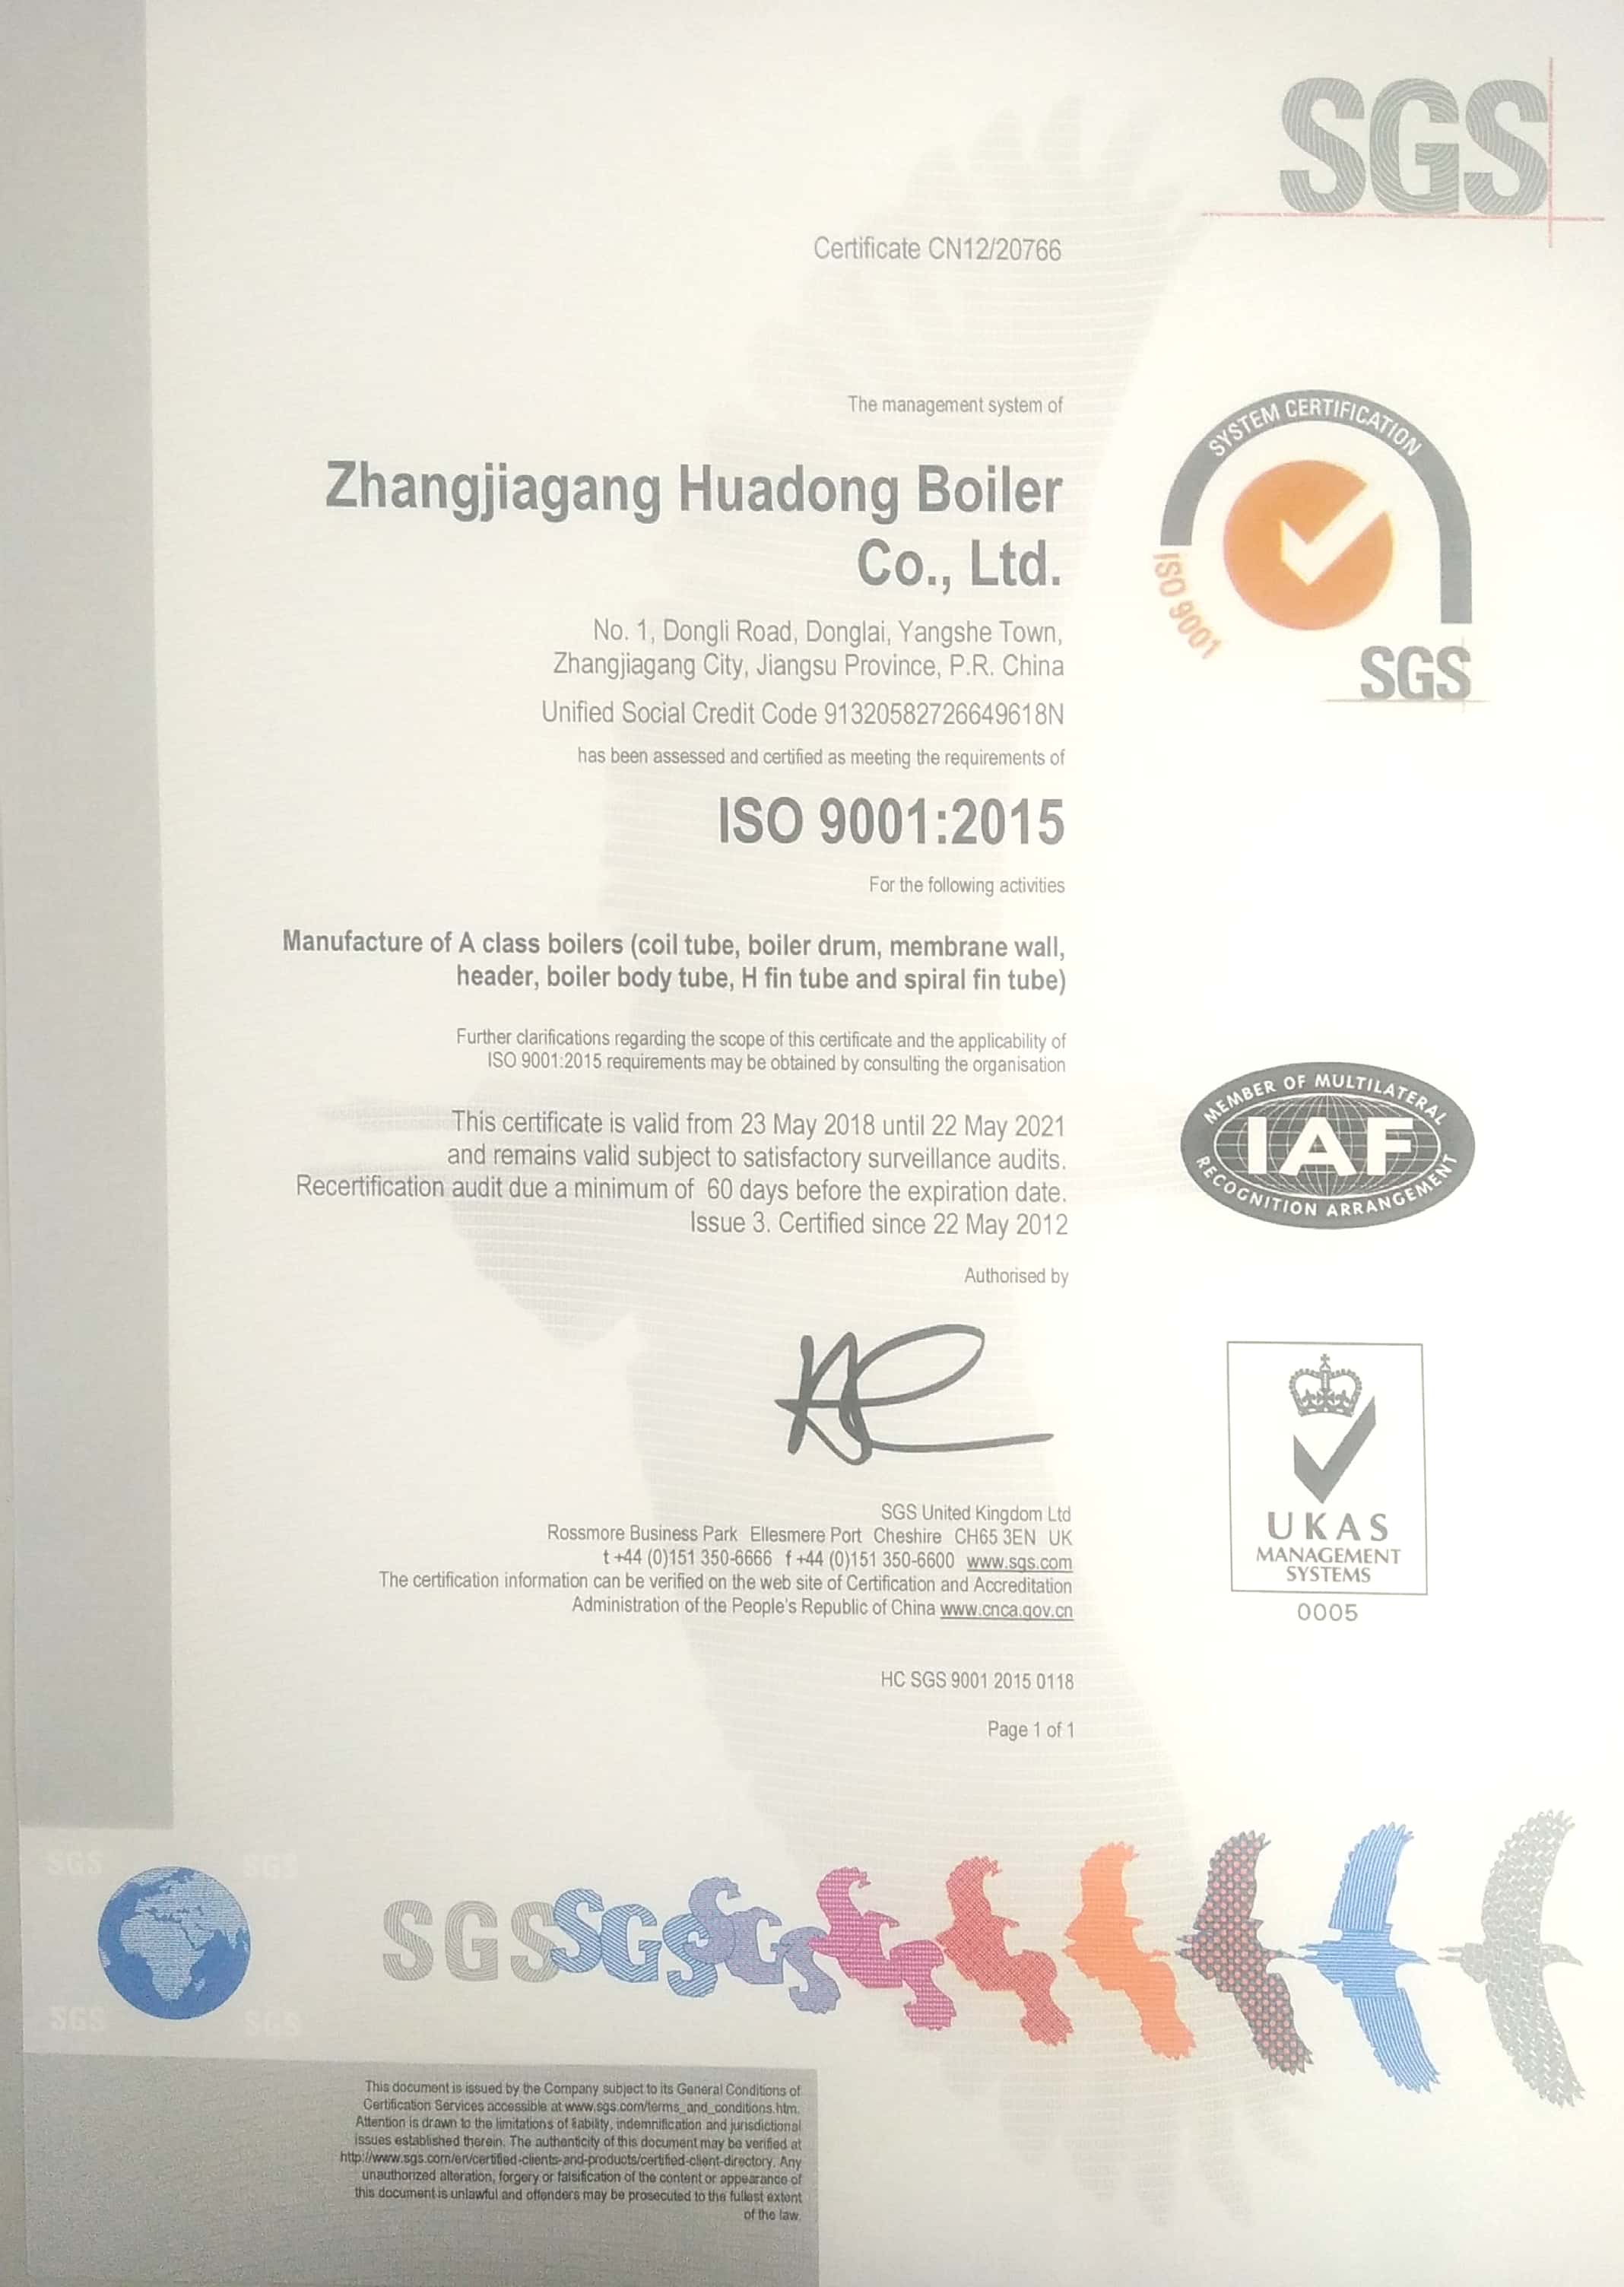 SGS
Certificate CN12/20766
The management system of
Zhangjiagang Huadong Boiler
Co., Ltd.
No. 1, Dongli Road, Donglai, Yangshe Town,
Zhangjiagang City, Jiangsu Province, P.R. China
Unified Social Credit Code 91320582726649618N
has been assessed and certified as meeting the requirements of
ISO 9001:2015
For the following activities
Manufacture of A class boilers (coil tube, boiler drum, membrane wall,
header, boiler body tube, H fin tube and spiral fin tube)
Further clarifications regarding the scope of this certificate and the applicability of
ISO 9001:2015 requirements may be obtained by consulting the organisation
This certificate is valid from 23 May 2018 until 22 May 2021
and remains valid subject to satisfactory surveillance audits.
Recertification audit due a minimum of 60 days before the expiration date.
Issue 3. Certified since 22 May 2012
Authorised by
SGS United Kingdom Ltd
Rossmore Business Park Ellesmere Port Cheshire CH65 3EN UK
t +44 (0)151 350-6666 f +44 (0)151 350-6600 www.sgs.com
The certification information can be verified on the web site of Certification and Accreditation
Administration of the People's Republic of China www.cnca.gov.cn
HC SGS 9001 2015 0118
Page 1 of 1
SYSTEM CERTIFICATION
ISO 9001
SGS
MEMBER OF MULTILATERAL
IAF
RECOGNITION ARRANGEMENT
UKAS
MANAGEMENT
SYSTEMS
0005
SGS SGS
SGS SGS
SGS SGS SGS
This document is issued by the Company subject to its General Conditions of
Certification Services accessible at www.sgs.com/terms_and_conditions.htm.
Attention is drawn to the limitations of liability, indemnification and jurisdictional
issues established therein. The authenticity of this document may be verified at
http://www.sgs.com/en/certified-clients-and-products/certified-client-directory. Any
unauthorized alteration, forgery or falsification of the content or appearance of
this document is unlawful and offenders may be prosecuted to the fullest extent
of the law.